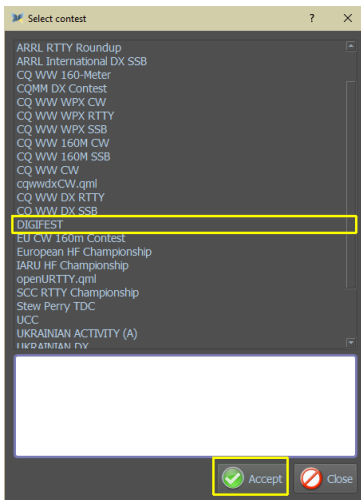 Select contest
?
ARRL RTTY Roundup
ARRL International DX SSB
CQ WW 160-Meter
CQMM DX Contest
CQ WW WPX CW
CQ WW WPX RTTY
CQ WW WPX SSB
CQ WW 160M CW
CQ WW 160M SSB
CQ WW CW
cqwwdxCW.qml
CQ WW DX RTTY
CQ WW DX SSB
DIGIFEST
EU CW 160m Contest
European HF Championship
IARU HF Championship
openURTTY.qml
SCC RTTY Championship
Stew Perry TDC
UCC
UKRAINIAN ACTIVITY (A)
UKRAINIAN DX
Accept
Close